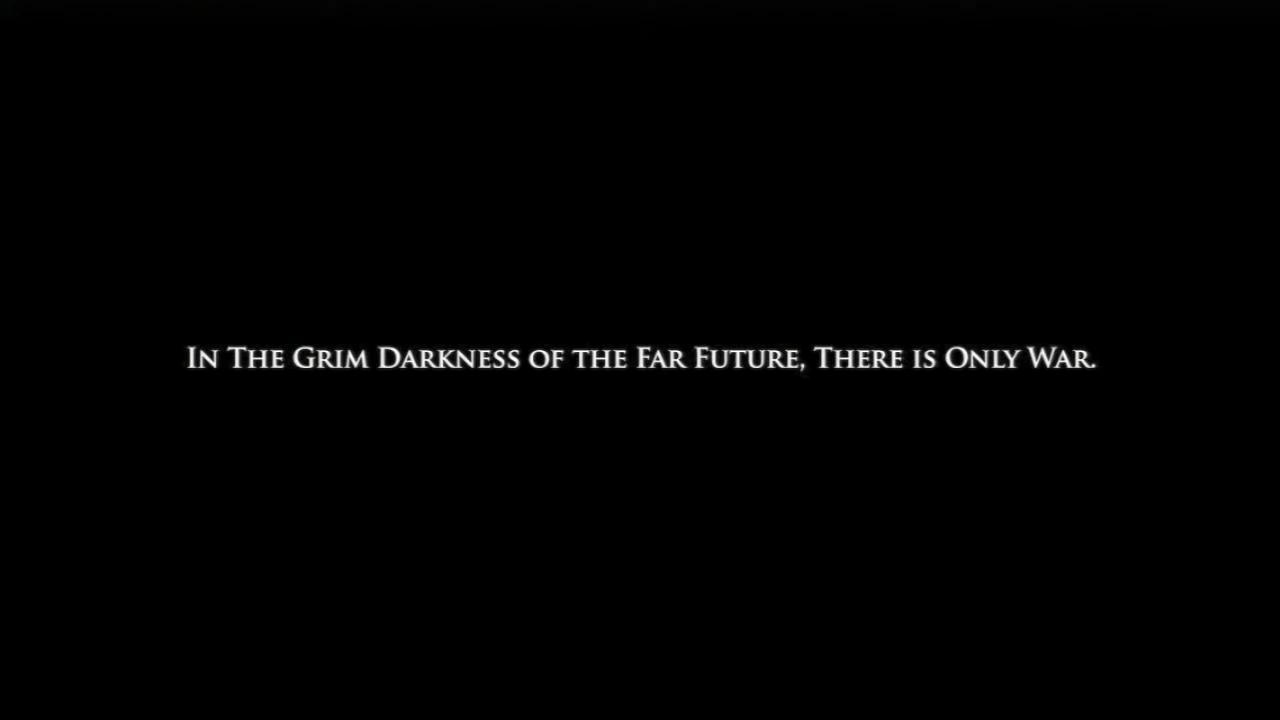 In The Grim Darkness of the Far Future, There is Only War.